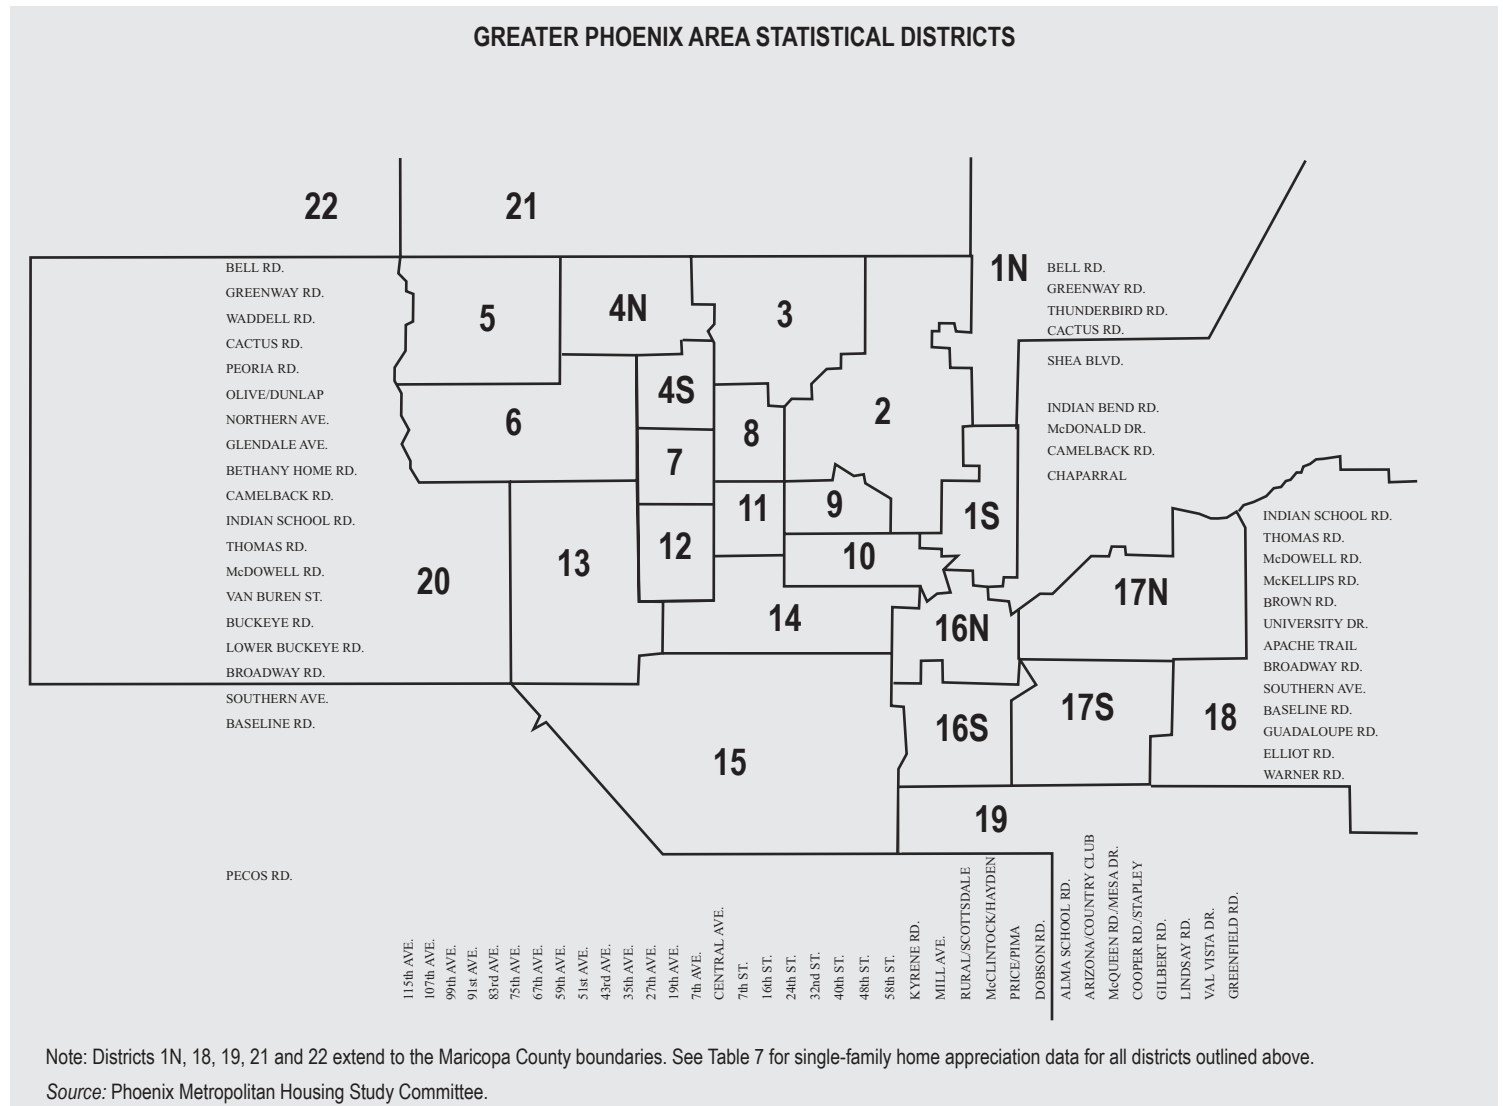 GREATER PHOENIX AREA STATISTICAL DISTRICTS
22
21
1N
BELL RD.
GREENWAY RD.
WADDELL RD.
CACTUS RD.
PEORIA RD.
OLIVE/DUNLAP
NORTHERN AVE.
GLENDALE AVE.
BETHANY HOME RD.
CAMELBACK RD.
INDIAN SCHOOL RD.
THOMAS RD.
McDOWELL RD.
VAN BUREN ST.
BUCKEYE RD.
LOWER BUCKEYE RD.
BROADWAY RD.
SOUTHERN AVE.
BASELINE RD.
PECOS RD.
5
4N
3
4S
6
2
8
7
9
11
1S
12
10
13
20
14
16N
17N
17S
16S
18
15
19
BELL RD.
GREENWAY RD.
THUNDERBIRD RD.
CACTUS RD.
SHEA BLVD.
INDIAN BEND RD.
McDONALD DR.
CAMELBACK RD.
CHAPARRAL
INDIAN SCHOOL RD.
THOMAS RD.
McDOWELL RD.
McKELLIPS RD.
BROWN RD.
UNIVERSITY DR.
APACHE TRAIL
BROADWAY RD.
SOUTHERN AVE.
BASELINE RD.
GUADALOUPE RD.
ELLIOT RD.
WARNER RD.
115th AVE.
107th AVE.
99th AVE.
91st AVE.
83rd AVE.
75th AVE.
67th AVE.
59th AVE.
51st AVE.
43rd AVE.
35th AVE.
27th AVE.
19th AVE.
7th AVE.
CENTRAL AVE.
7th ST.
16th ST.
24th ST.
32nd ST.
40th ST.
48th ST.
58th ST.
KYRENE RD.
MILL AVE.
RURAL/SCOTTSDALE
McCLINTOCK/HAYDEN
PRICE/PIMA
DOBSON RD.
ALMA SCHOOL RD.
ARIZONA/COUNTRY CLUB
McQUEEN RD./MESA DR.
COOPER RD./STAPLEY
GILBERT RD.
LINDSAY RD.
VAL VISTA DR.
GREENFIELD RD.
Note: Districts 1N, 18, 19, 21 and 22 extend to the Maricopa County boundaries. See Table 7 for single-family home appreciation data for all districts outlined above.
Source: Phoenix Metropolitan Housing Study Committee.